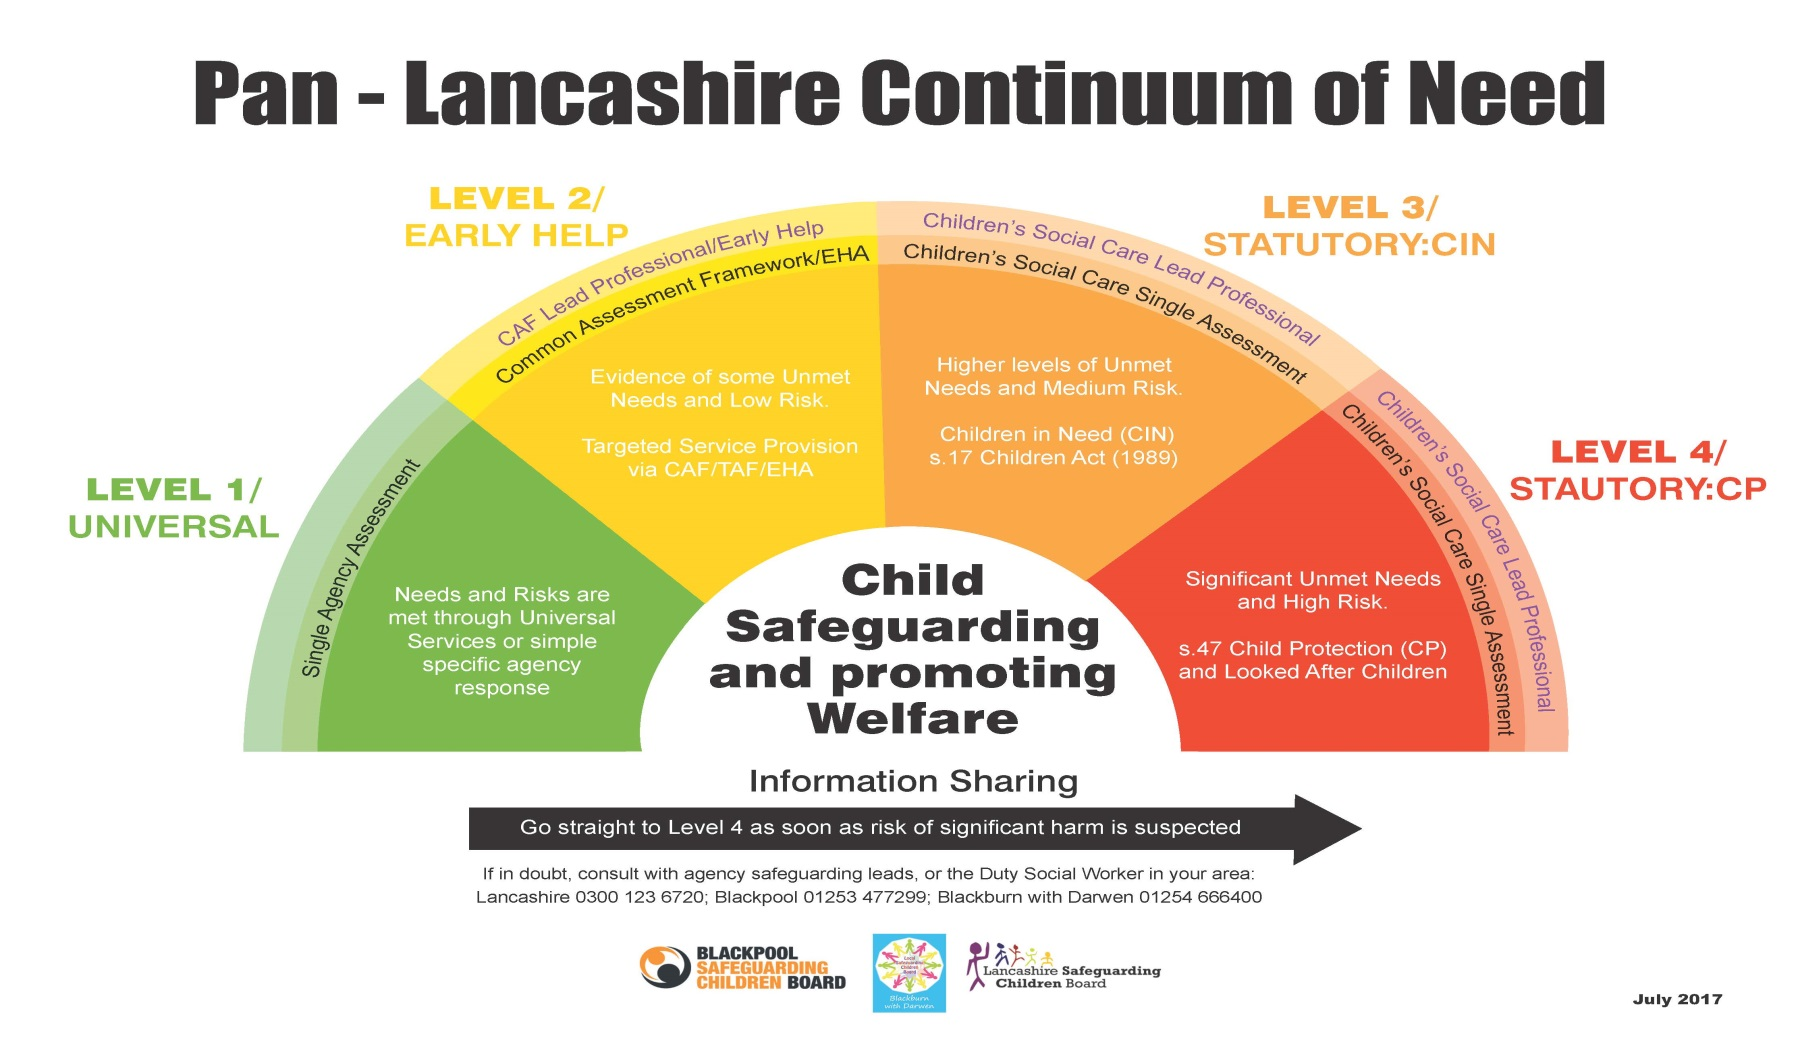 Pan - Lancashire Continuum of Need
LEVEL 1/
UNIVERSAL
Single Agency Assessment
Needs and Risks are
met through Universal
Services or simple
specific agency
response
LEVEL 2/
EARLY HELP
CAF Lead Professional/Early Help
Common Assessment Framework/EHA
Evidence of some Unmet
Needs and Low Risk.
Targeted Service Provision
via CAF/TAF/EHA
LEVEL 3/
STATUTORY:CIN
Children's Social Care Lead Professional
Children's Social Care Single Assessment
Higher levels of Unmet
Needs and Medium Risk.
Children in Need (CIN)
s.17 Children Act (1989)
LEVEL 4/
STAUTORY:CP
Children's Social Care Lead Professional
Children's Social Care Single Assessment
Significant Unmet Needs
and High Risk.
s.47 Child Protection (CP)
and Looked After Children
Child
Safeguarding
and promoting
Welfare
Information Sharing
Go straight to Level 4 as soon as risk of significant harm is suspected
If in doubt, consult with agency safeguarding leads, or the Duty Social Worker in your area:
Lancashire 0300 123 6720; Blackpool 01253 477299; Blackburn with Darwen 01254 666400
BLACKPOOL
SAFEGUARDING
CHILDREN BOARD
Local
Safeguarding
Children
Board
Blackburn
with Darwen
Lancashire Safeguarding
Children Board
July 2017